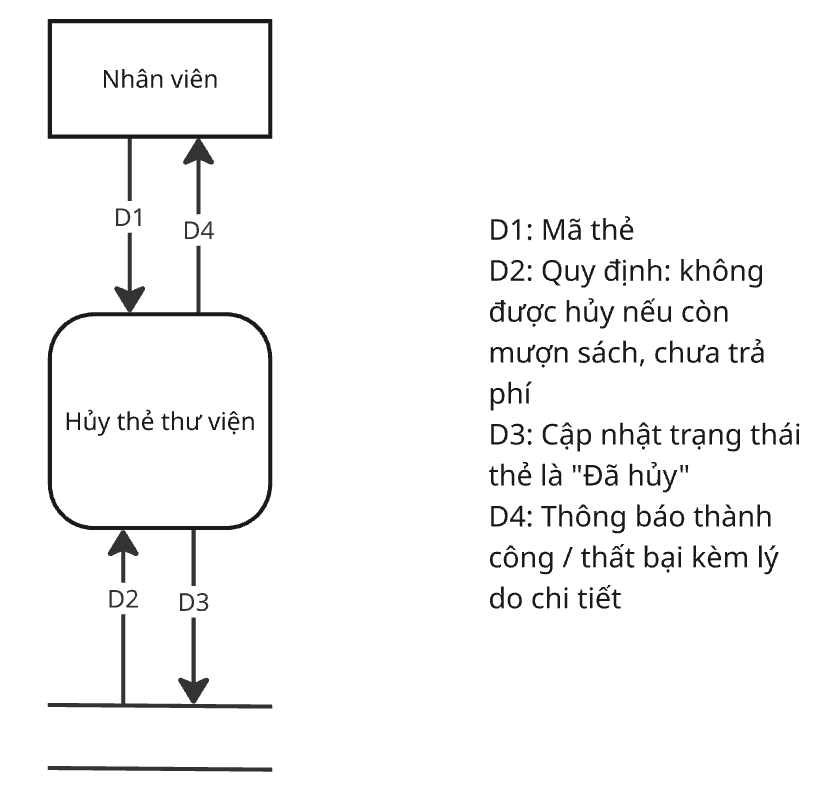 Nhân viên
D1
D4
Hủy thẻ thư viện
D2
D3
D1: Mã thẻ
D2: Quy định: không
được hủy nếu còn
mượn sách, chưa trả
phí
D3: Cập nhật trạng thái
thẻ là "Đã hủy"
D4: Thông báo thành
công / thất bại kèm lý
do chi tiết